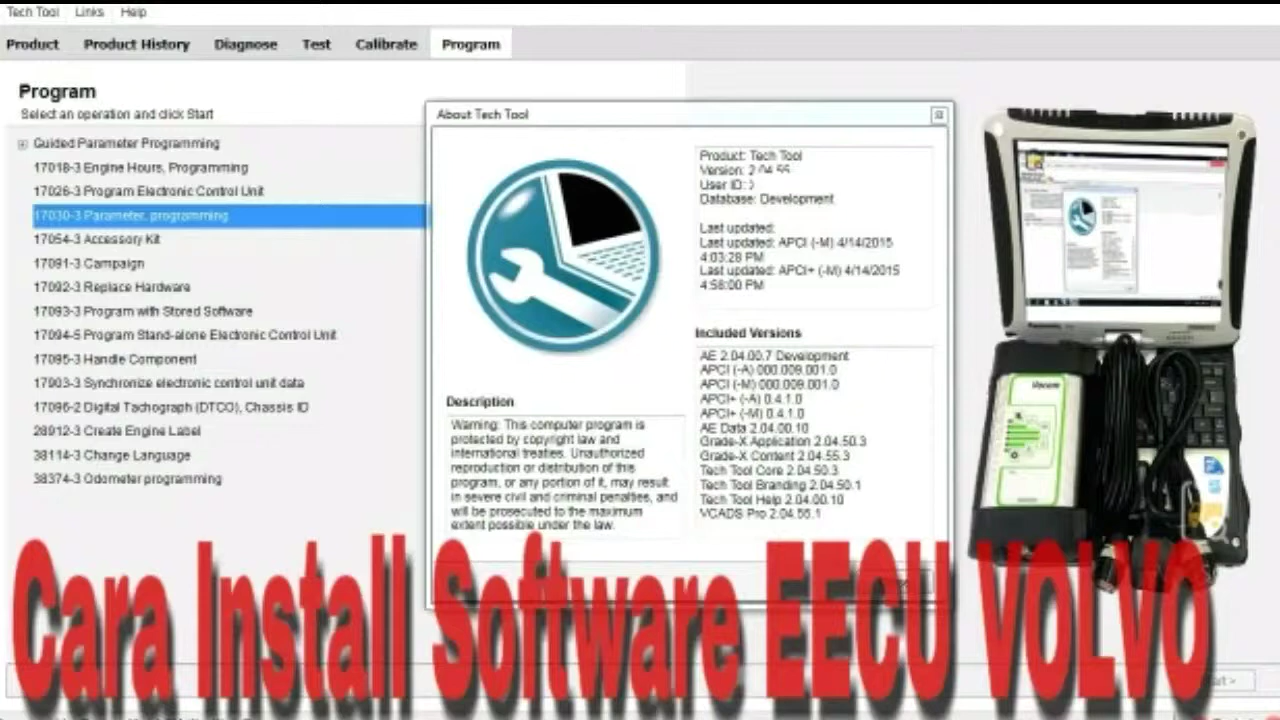 Tech Tool Links Help
Product Product History Diagnose Test Calibrate Program
Program
Select an operation and click Start
Guided Parameter Programming
17018-3 Engine Hours, Programming
17026-3 Program Electronic Control Unit
17030-3 Parameter, programming
17054-3 Accessory Kit
17091-3 Campaign
17092-3 Replace Hardware
17093-3 Program with Stored Software
17094-5 Program Stand-alone Electronic Control Unit
17095-3 Handle Component
17903-3 Synchronize electronic control unit data
17096-2 Digital Tachograph (DTCO), Chassis ID
28912-3 Create Engine Label
38114-3 Change Language
38374-3 Odometer programming
About Tech Tool
Product: Tech Tool
Version:
User ID:
Database: Development
Last updated:
Last updated: APCI (-M) 4/14/2015
4:03:28 PM
Last updated: APCI+ (-M) 4/14/2015
4:58:00 PM
Included Versions
AE 2.04.00.7 Development
APCI (-A) 000.009.001.0
APCI (-M) 000.009.001.0
APCI+ (-A) 0.4.1.0
APCI+ (-M) 0.4.1.0
AE Data 2.04.00.10
Grade-X Application 2.04.50.3
Grade-X Content 2.04.55.3
Tech Tool Core 2.04.50.3
Tech Tool Branding 2.04.50.1
Tech Tool Help 2.04.00.10
VCADS Pro 2.04.55.1
Description
Warning: This computer program is
protected by copyright law and
international treaties. Unauthorized
reproduction or distribution of this
program, or any portion of it, may result
in severe civil and criminal penalties, and
will be prosecuted to the maximum
extent possible under the law.
Vocom
Cara Install Software EECU VOLVO